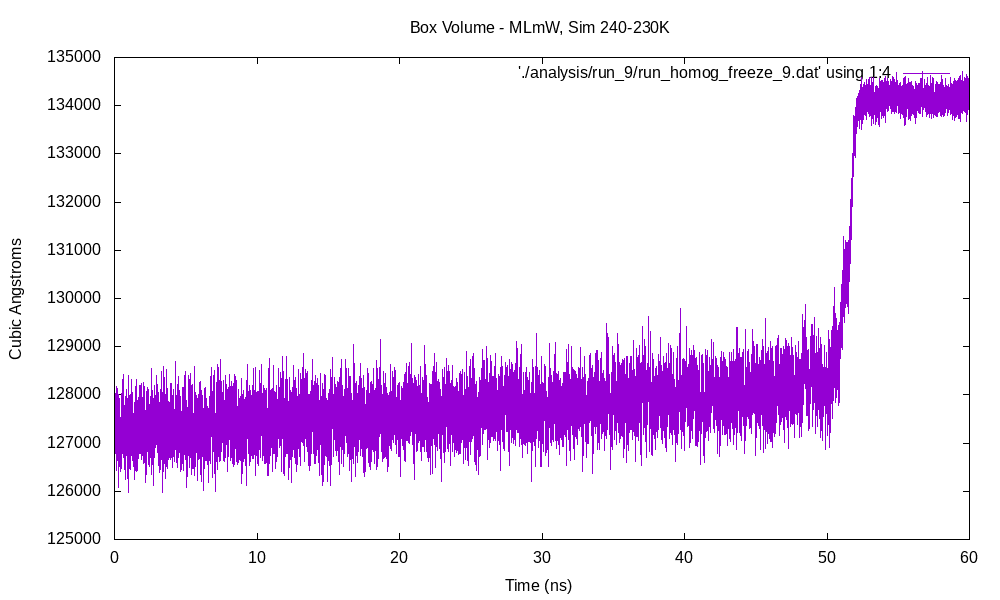 Box Volume - MLmW, Sim 240-230K
'./analysis/run_9/run_homog_freeze_9.dat' using 1:4
135000
134000
133000
132000
131000
130000
129000
128000
127000
126000
125000
Cubic Angstroms
0 10 20 30 40 50 60
Time (ns)